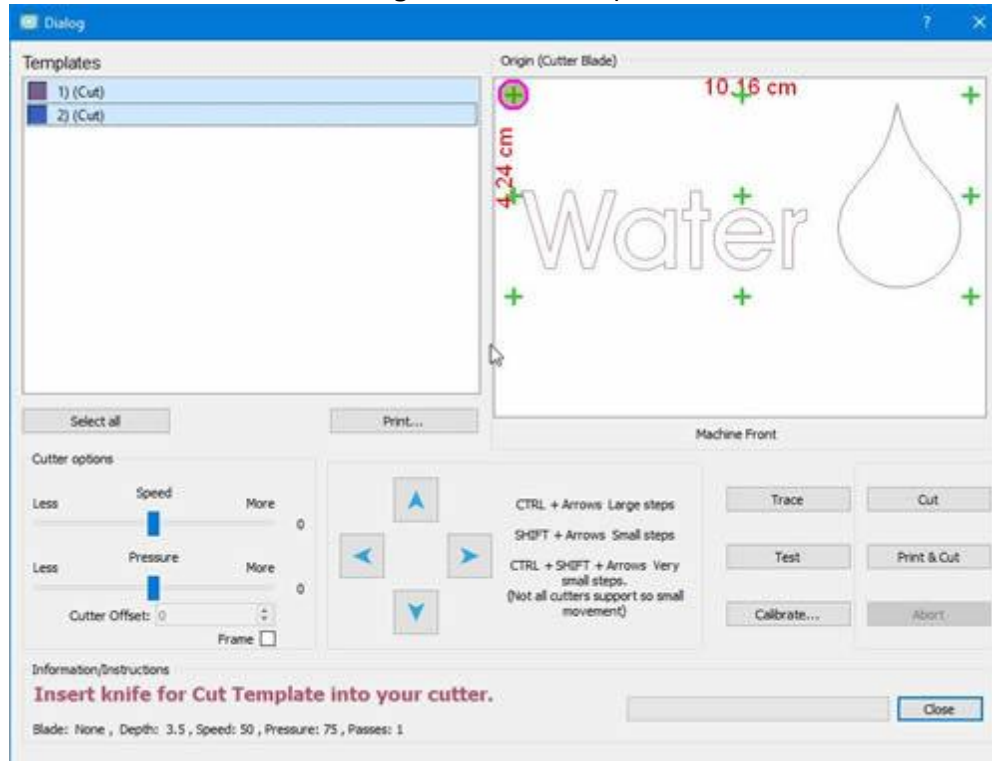 Dialog
?
Templates
1) (Cut)
2) (Cut)
Select all
Print...
Origin (Cutter Blade)
10.16 cm
4.24 cm
Water
Machine Front
Cutter options
Speed
Less
More
0
Pressure
Less
More
0
Cutter Offset: 0
Frame
CTRL + Arrows Large steps
SHIFT + Arrows Small steps
CTRL + SHIFT + Arrows Very
small steps.
(Not all cutters support so small
movement)
Trace
Cut
Test
Print & Cut
Calibrate...
Abort
Information/Instructions
Insert knife for Cut Template into your cutter.
Blade: None , Depth: 3.5 , Speed: 50 , Pressure: 75 , Passes: 1
Close